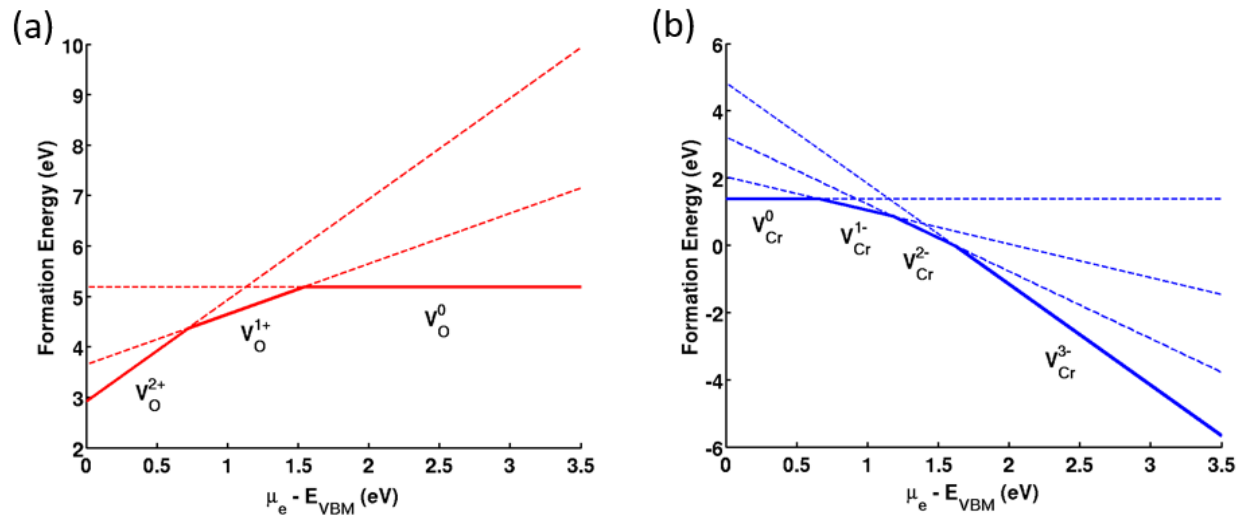 (a)
Formation Energy (eV)
10
9
8
7
6
5
4
3
2
V_O^{2+}
V_O^{1+}
V_O^{0}
0 0.5 1 1.5 2 2.5 3 3.5
μ_e - E_VBM (eV)
(b)
Formation Energy (eV)
6
4
2
0
-2
-4
-6
V_Cr^{0}
V_Cr^{1-}
V_Cr^{2-}
V_Cr^{3-}
0 0.5 1 1.5 2 2.5 3 3.5
μ_e - E_VBM (eV)